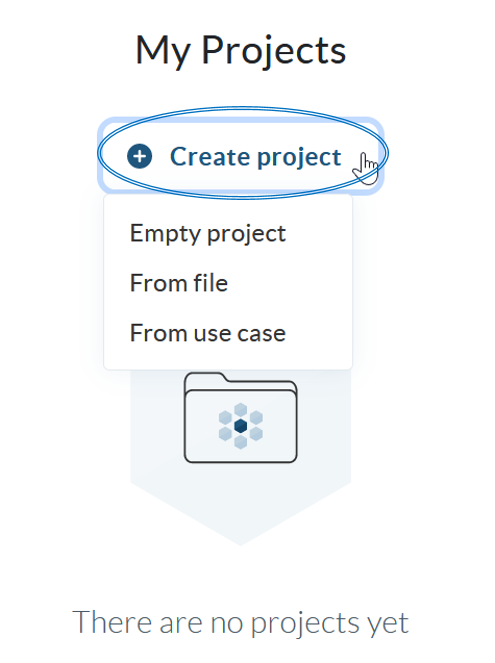 My Projects
Create project
Empty project
From file
From use case
There are no projects yet